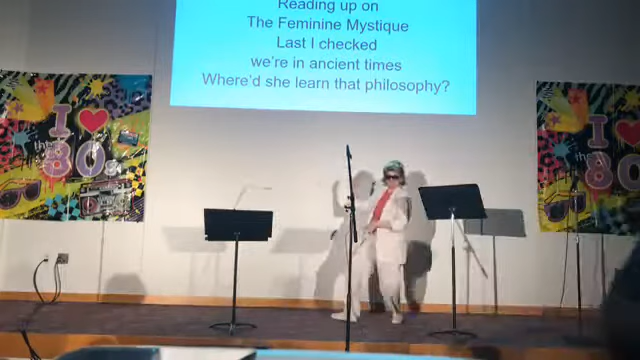 Reading up on
The Feminine Mystique
Last I checked
we're in ancient times
Where'd she learn that philosophy?
I
the
80s
I
the
80s